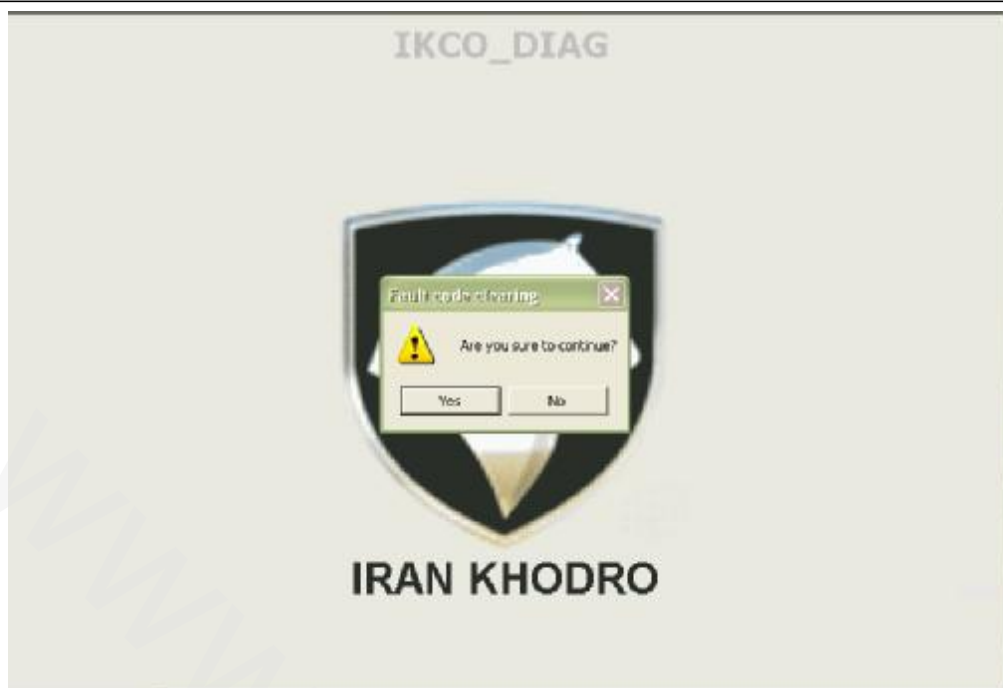 IKCO_DIAG
Fault code clearing
Are you sure to continue?
Yes No
IRAN KHODRO